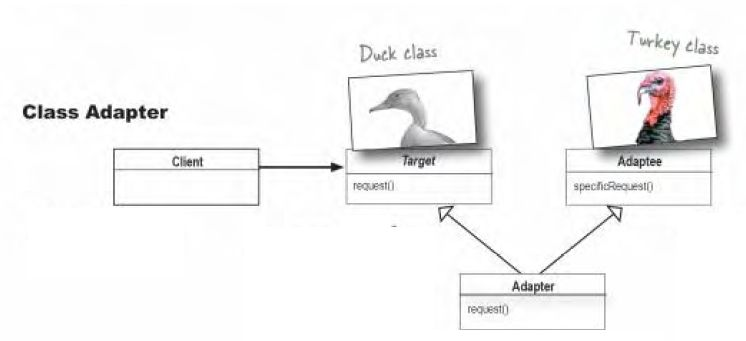 Duck class
Turkey class
Class Adapter
Client
Target
request()
Adaptee
specificRequest()
Adapter
request()